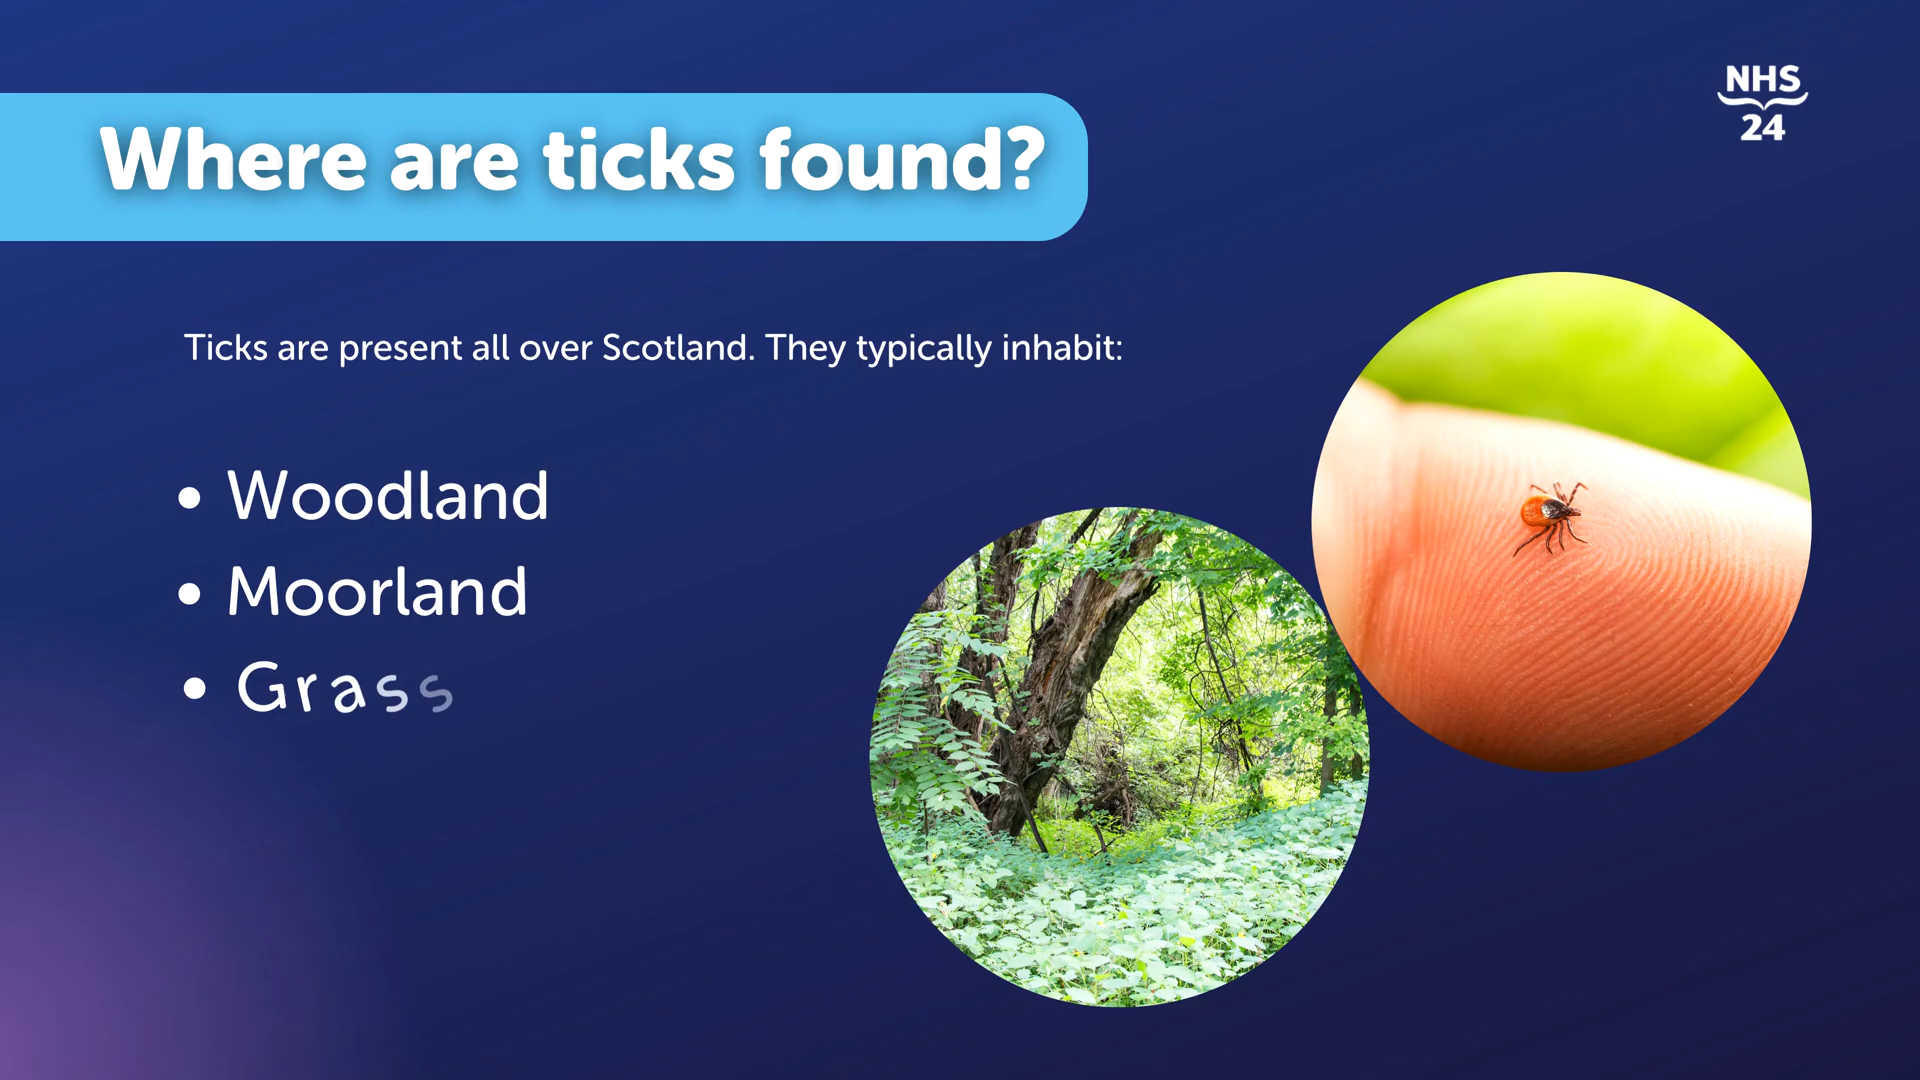 NHS
24
Where are ticks found?
Ticks are present all over Scotland. They typically inhabit:
• Woodland
• Moorland
• Grass